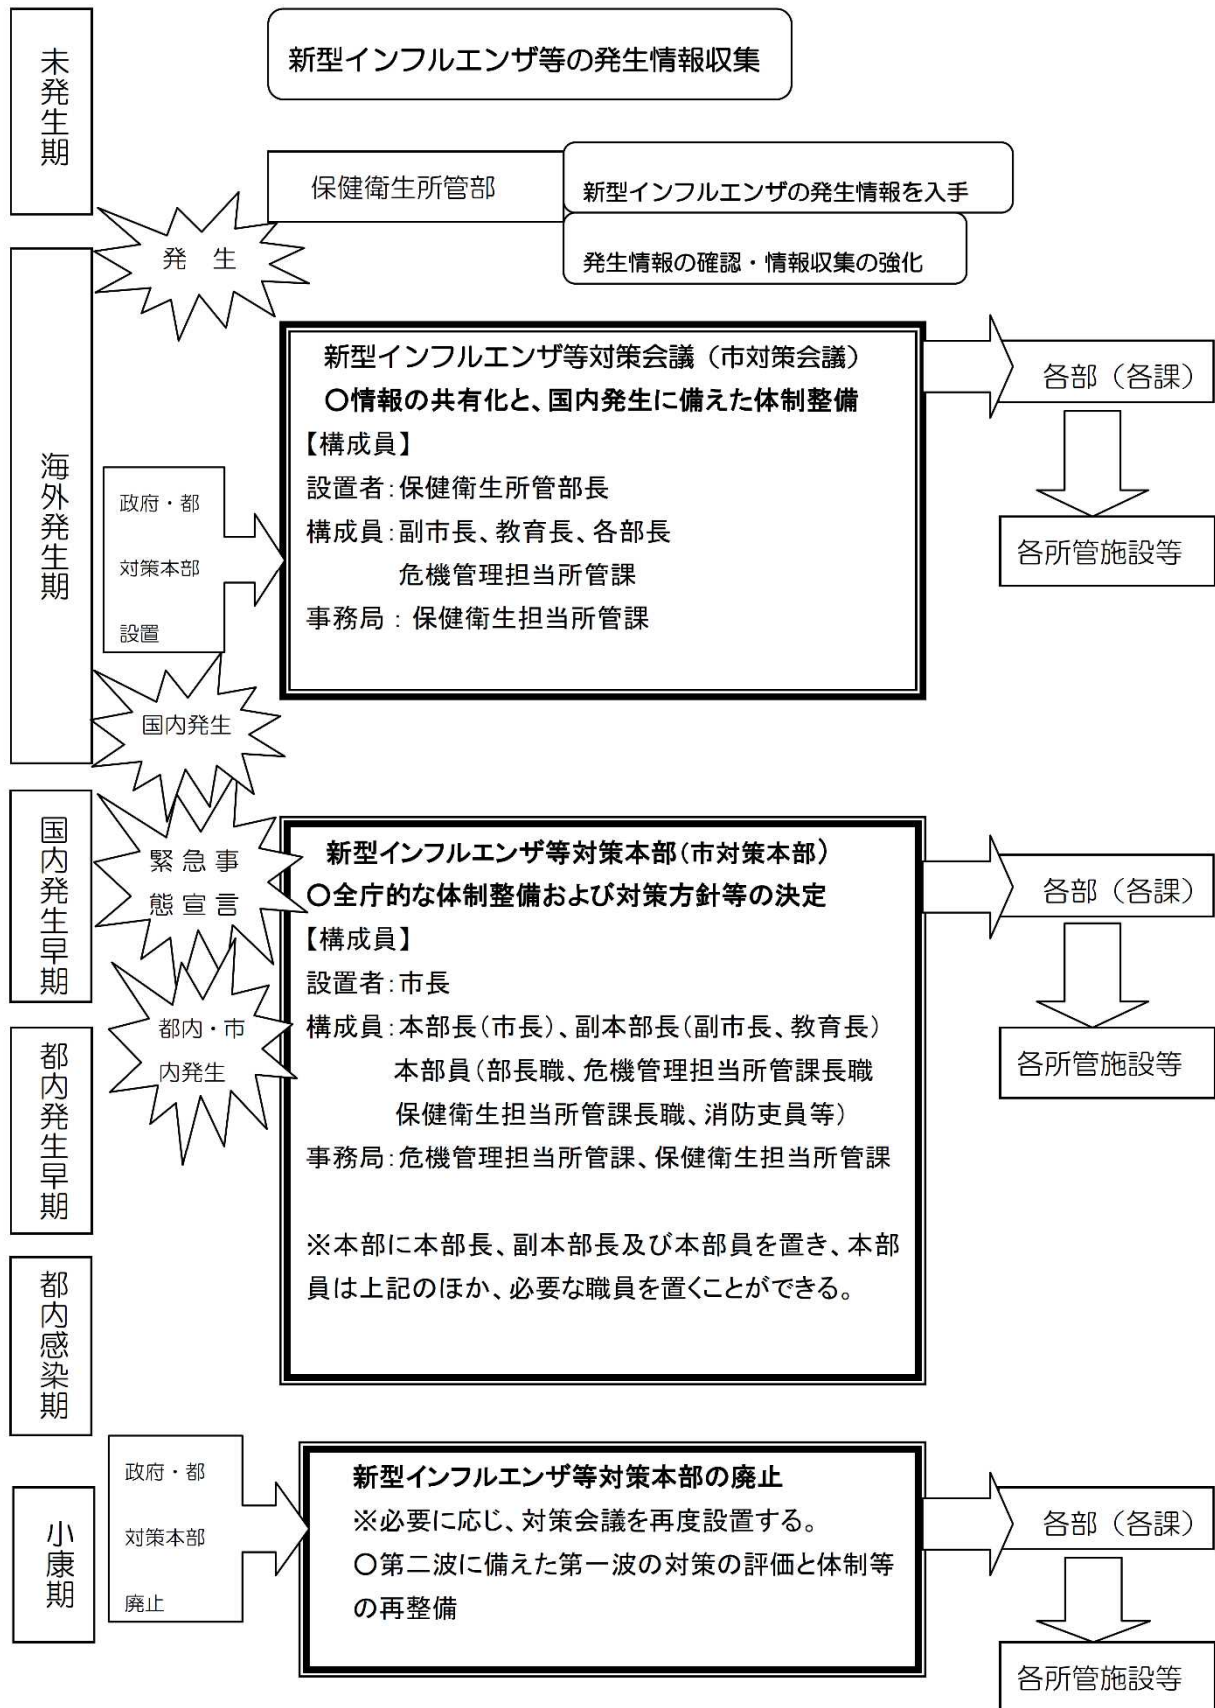 未発生期
新型インフルエンザ等の発生情報収集
保健衛生所管部
新型インフルエンザの発生情報を入手
発生情報の確認・情報収集の強化
発 生
海外発生期
政府・都
対策本部
設置
新型インフルエンザ等対策会議（市対策会議）
○情報の共有化と、国内発生に備えた体制整備
【構成員】
設置者：保健衛生所管部長
構成員：副市長、教育長、各部長
危機管理担当所管課
事務局：保健衛生担当所管課
各部（各課）
各所管施設等
国内発生
国内発生早期
緊急事
態宣言
都内・市
内発生
都内発生早期
都内感染期
新型インフルエンザ等対策本部（市対策本部）
○全庁的な体制整備および対策方針等の決定
【構成員】
設置者：市長
構成員：本部長（市長）、副本部長（副市長、教育長）
本部員（部長職、危機管理担当所管課長職
保健衛生担当所管課長職、消防吏員等）
事務局：危機管理担当所管課、保健衛生担当所管課
※本部に本部長、副本部長及び本部員を置き、本部
員は上記のほか、必要な職員を置くことができる。
各部（各課）
各所管施設等
小康期
政府・都
対策本部
廃止
新型インフルエンザ等対策本部の廃止
※必要に応じ、対策会議を再度設置する。
○第二波に備えた第一波の対策の評価と体制等
の再整備
各部（各課）
各所管施設等